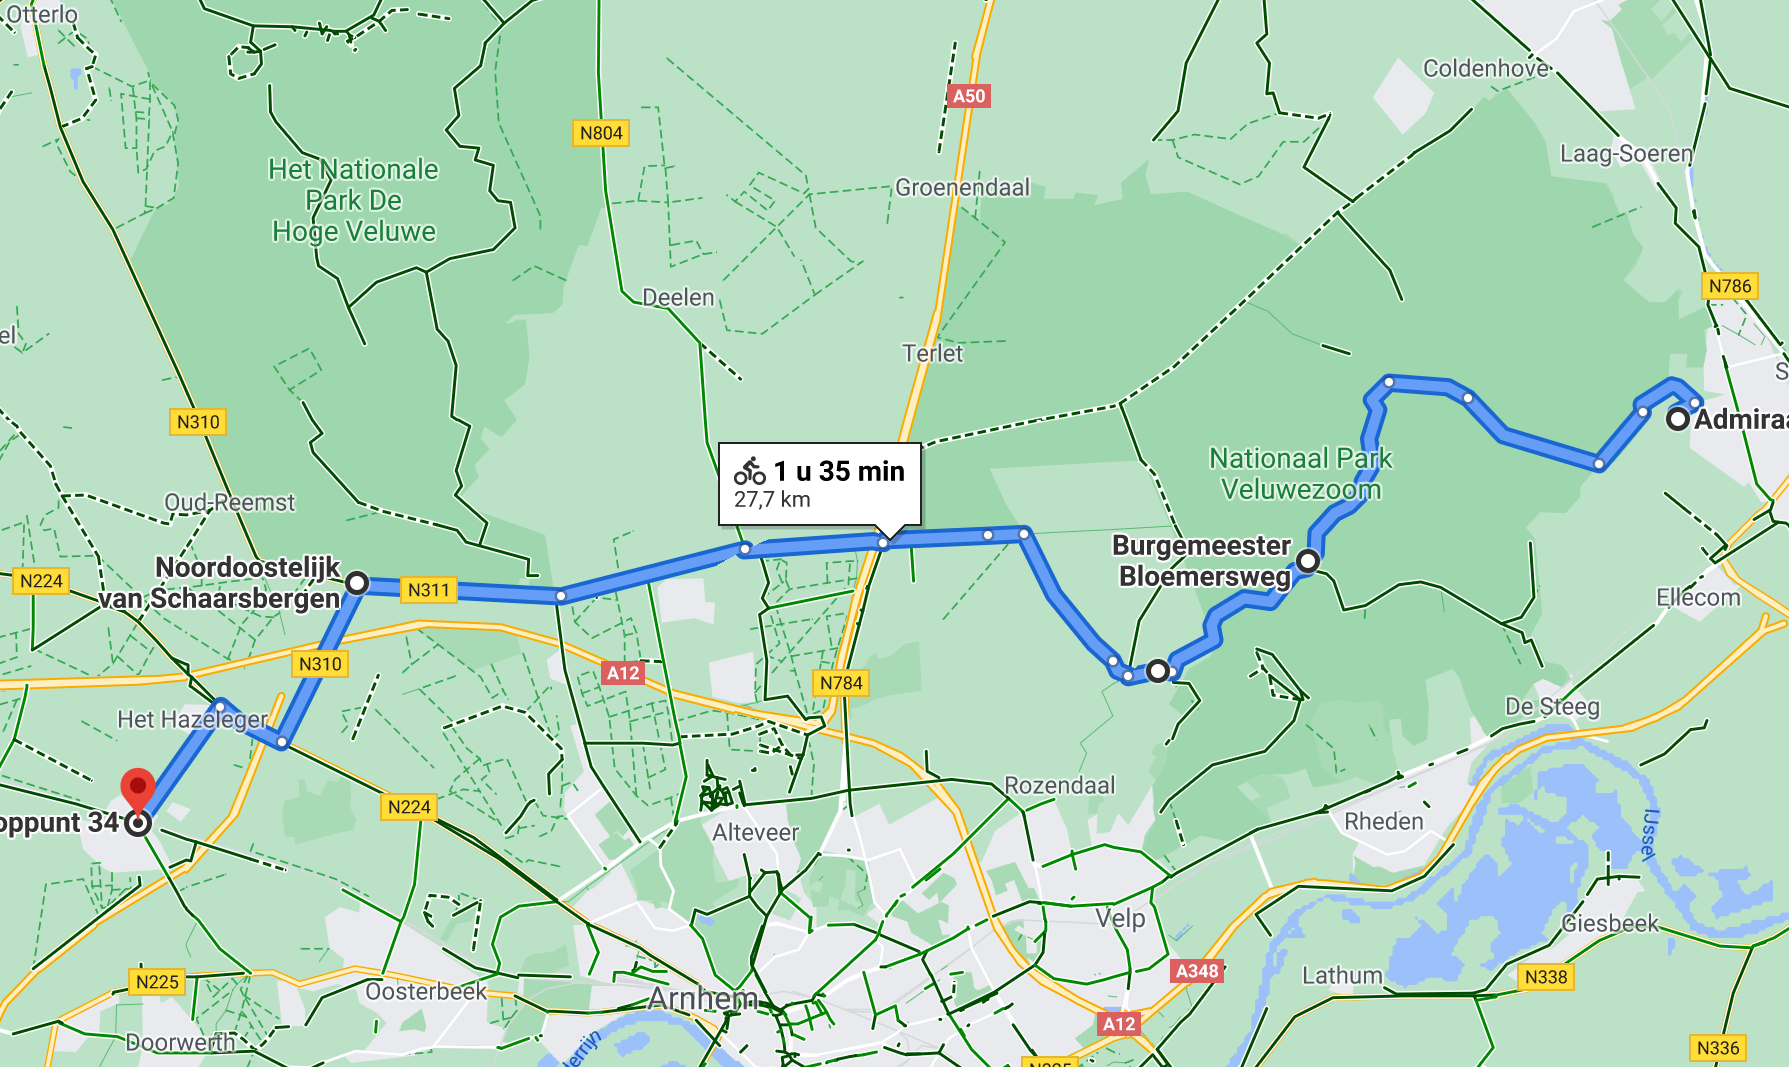 Otterlo
Coldenhove
A50
N804
Laag-Soeren
Het Nationale
Park De
Hoge Veluwe
Groenendaal
N786
Deelen
el
Terlet
S
N310
Admiraa
Nationaal Park
Veluwezoom
1 u 35 min
27,7 km
Oud-Reemst
Burgemeester
Bloemersweg
Noordoostelijk
van Schaarsbergen
N224
N311
Ellecom
N310
A12
N784
De Steeg
Het Hazeleger
Rozendaal
N224
oppunt 34
Alteveer
Rheden
IJssel
Velp
Giesbeek
A348
Lathum
N338
N225
Oosterbeek
Arnhem
A12
Doorwerth
derrijn
N336